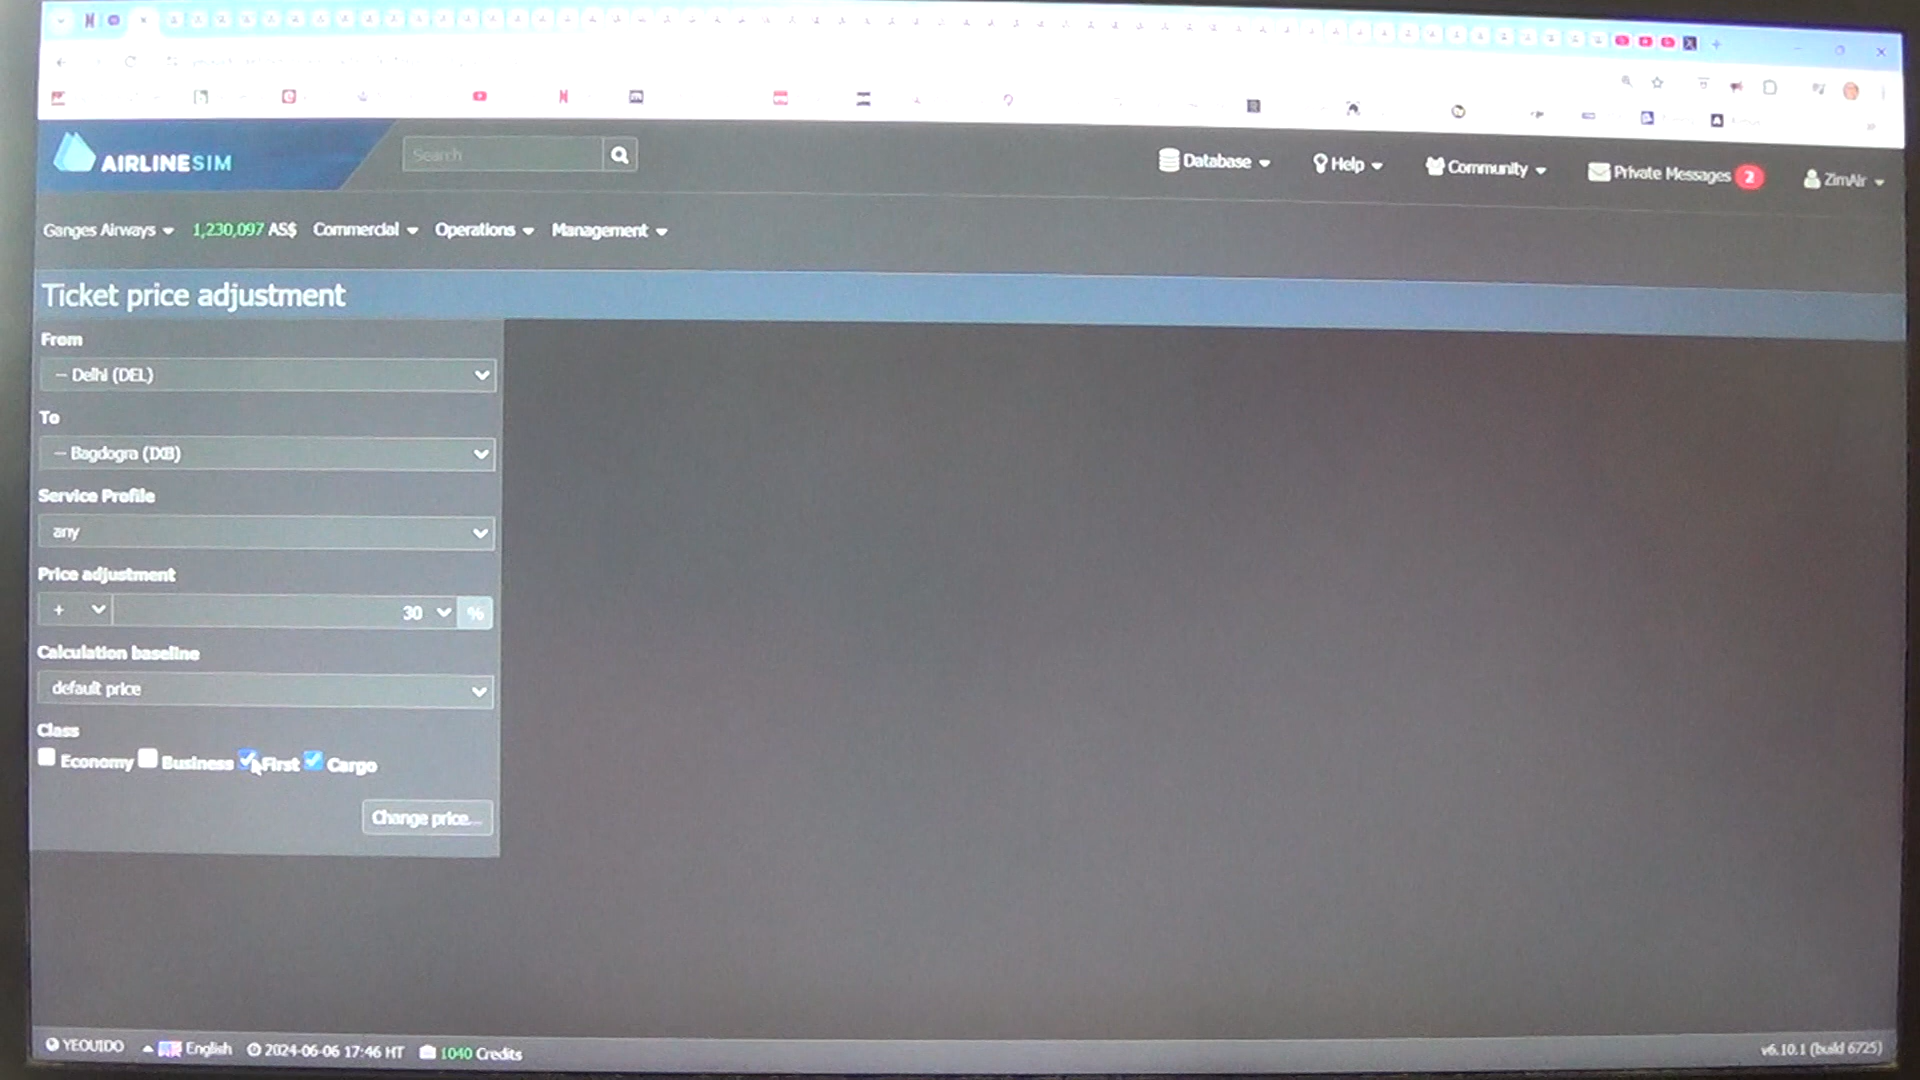 AIRLINESIM
Search
Database
Help
Community
Private Messages 2
ZimAir
Ganges Airways 1,230,097 AS$ Commercial Operations Management
Ticket price adjustment
From
-- Delhi (DEL)
To
-- Bagdogra (IXB)
Service Profile
any
Price adjustment
+ 30 %
Calculation baseline
default price
Class
Economy Business First Cargo
Change price...
YEOUIDO English 2024-06-06 17:46 HT 1040 Credits
v6.10.1 (build 6725)